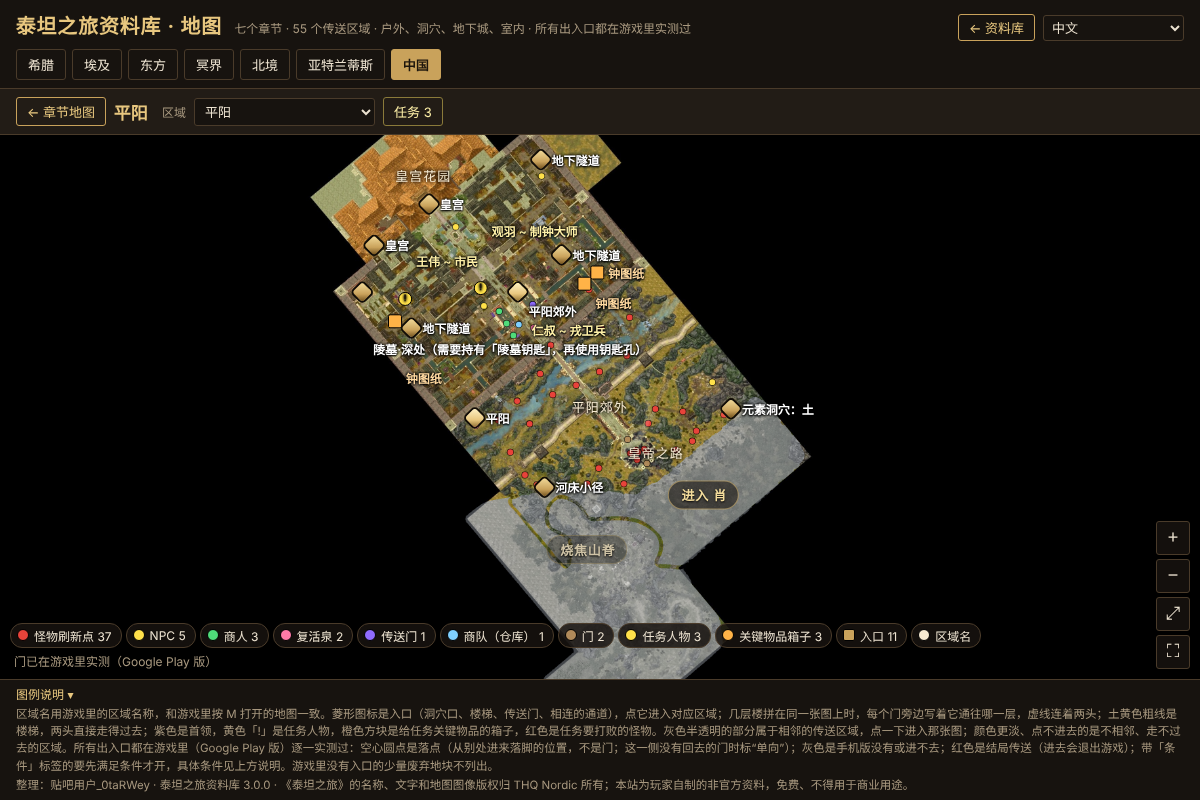 泰坦之旅资料库 · 地图
七个章节 · 55 个传送区域 · 户外、洞穴、地下城、室内 · 所有出入口都在游戏里实测过
← 资料库
中文
希腊
埃及
东方
冥界
北境
亚特兰蒂斯
中国
← 章节地图
平阳
区域
平阳
任务 3
地下隧道
皇宫花园
皇宫
观羽 ~ 制钟大师
皇宫
地下隧道
王伟 ~ 市民
钟图纸
钟图纸
平阳郊外
地下隧道
仁叔 ~ 戎卫兵
陵墓 深处（需要持有「陵墓钥匙」，再使用钥匙孔）
钟图纸
平阳郊外
元素洞穴：土
平阳
皇帝之路
河床小径
进入 肖
烧焦山脊
+
−
怪物刷新点 37
NPC 5
商人 3
复活泉 2
传送门 1
商队（仓库） 1
门 2
任务人物 3
关键物品箱子 3
入口 11
区域名
门已在游戏里实测（Google Play 版）
图例说明 ▾
区域名用游戏里的区域名称，和游戏里按 M 打开的地图一致。菱形图标是入口（洞穴口、楼梯、传送门、相连的通道），点它进入对应区域；几层楼拼在同一张图上时，每个门旁边写着它通往哪一层，虚线连着两头；土黄色粗线是
楼梯，两头直接走得过去；紫色是首领，黄色「!」是任务人物，橙色方块是给任务关键物品的箱子，红色是任务要打败的怪物。灰色半透明的部分属于相邻的传送区域，点一下进入那张图；颜色更淡、点不进去的是不相邻、走不过
去的区域。所有出入口都在游戏里（Google Play 版）逐一实测过：空心圆点是落点（从别处进来落脚的位置，不是门；这一侧没有回去的门时标“单向”）；灰色是手机版没有或进不去；红色是结局传送（进去会退出游戏）；带「条
件」标签的要先满足条件才开，具体条件见上方说明。游戏里没有入口的少量废弃地块不列出。
整理：贴吧用户_0taRWey · 泰坦之旅资料库 3.0.0 · 《泰坦之旅》的名称、文字和地图图像版权归 THQ Nordic 所有；本站为玩家自制的非官方资料，免费、不得用于商业用途。